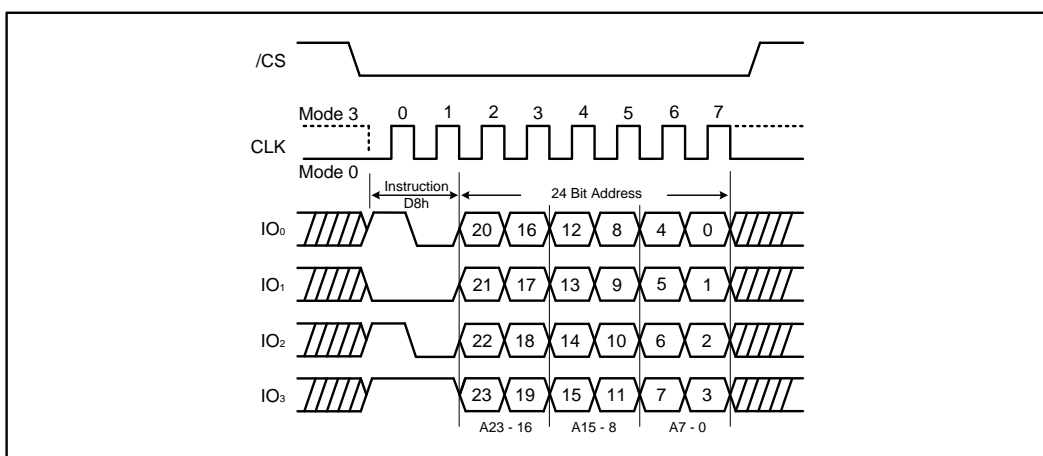 /CS
Mode 3 0 1 2 3 4 5 6 7
CLK
Mode 0
Instruction
D8h
24 Bit Address
IO₀ 20 16 12 8 4 0
IO₁ 21 17 13 9 5 1
IO₂ 22 18 14 10 6 2
IO₃ 23 19 15 11 7 3
A23 - 16 A15 - 8 A7 - 0